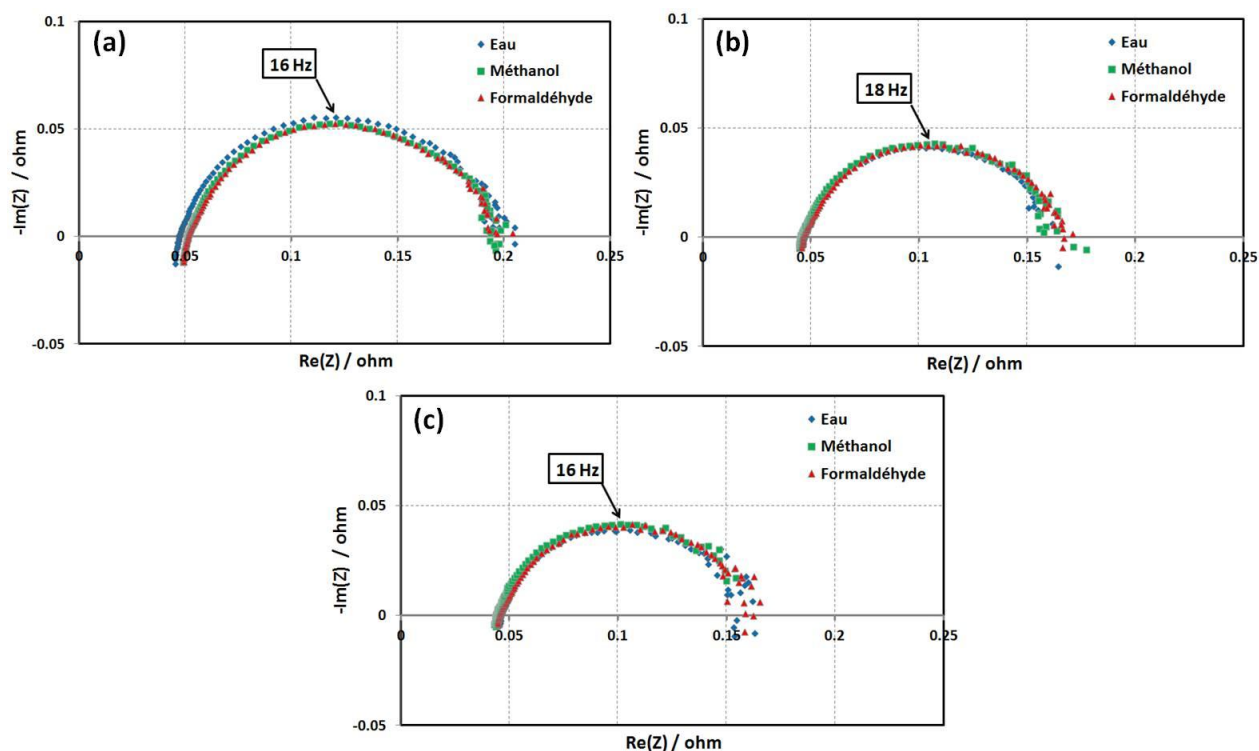 0.1
(a)
Eau
16 Hz
Méthanol
Formaldéhyde
0.05
-Im(Z) / ohm
0
0 0.05 0.1 0.15 0.2 0.25
-0.05
Re(Z) / ohm
0.1
(b)
Eau
Méthanol
18 Hz
Formaldéhyde
0.05
-Im(Z) / ohm
0
0 0.05 0.1 0.15 0.2 0.25
-0.05
Re(Z) / ohm
0.1
(c)
Eau
Méthanol
16 Hz
Formaldéhyde
0.05
-Im(Z) / ohm
0
0 0.05 0.1 0.15 0.2 0.25
-0.05
Re(Z) / ohm